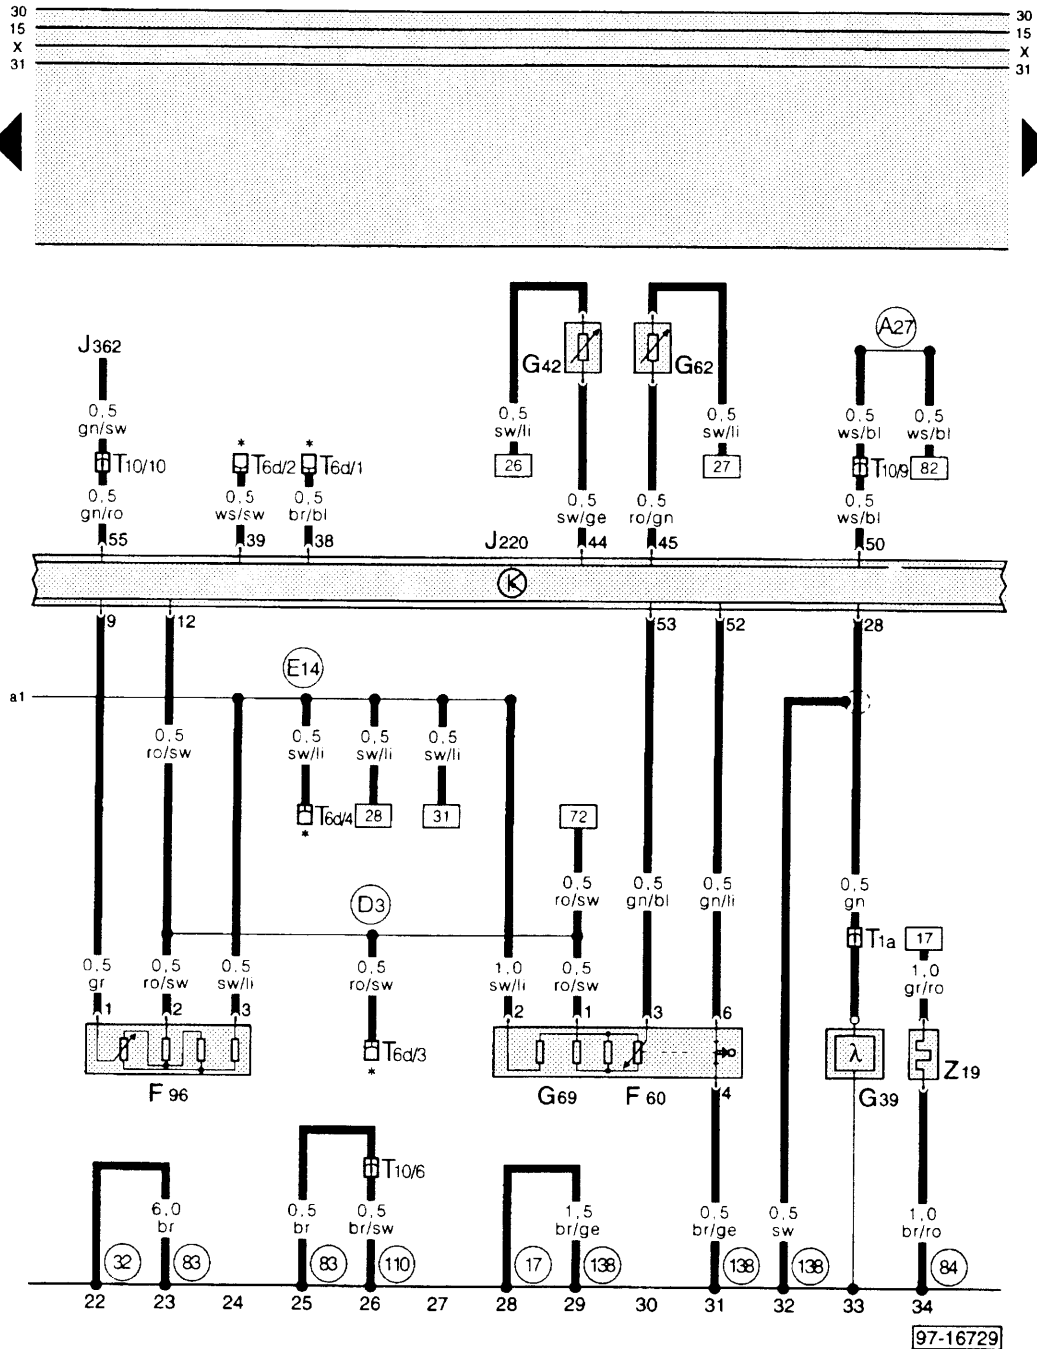 30 30
15 15
X X
31 31
A27
J362
G42 G62
0,5 0,5 0,5 0,5 0,5
gn/sw sw/li sw/li ws/bl ws/bl
* *
T10/10 T6d/2 T6d/1 26 27 T10/9 82
0,5 0,5 0,5 0,5 0,5 0,5
gn/ro ws/sw br/bl sw/ge ro/gn ws/bl
55 39 38 J220 44 45 50
9 12 53 52 28
E14
a1
0,5 0,5 0,5 0,5
ro/sw sw/li sw/li sw/li
T6d/4 28 31 72
*
0,5 0,5 0,5 0,5
ro/sw gn/bl gn/li gn
D3
T1a 17
0,5 0,5 0,5 0,5 1,0 0,5 1,0
gr ro/sw sw/li ro/sw sw/li ro/sw gr/ro
1 2 3 2 1 3 6
T6d/3 λ
* Z19
F96 G69 F60 4 G39
T10/6
6,0 0,5 0,5 1,5 0,5 0,5 1,0
br br br/sw br/ge br/ge sw br/ro
32 83 83 110 17 138 138 138 84
22 23 24 25 26 27 28 29 30 31 32 33 34
97-16729